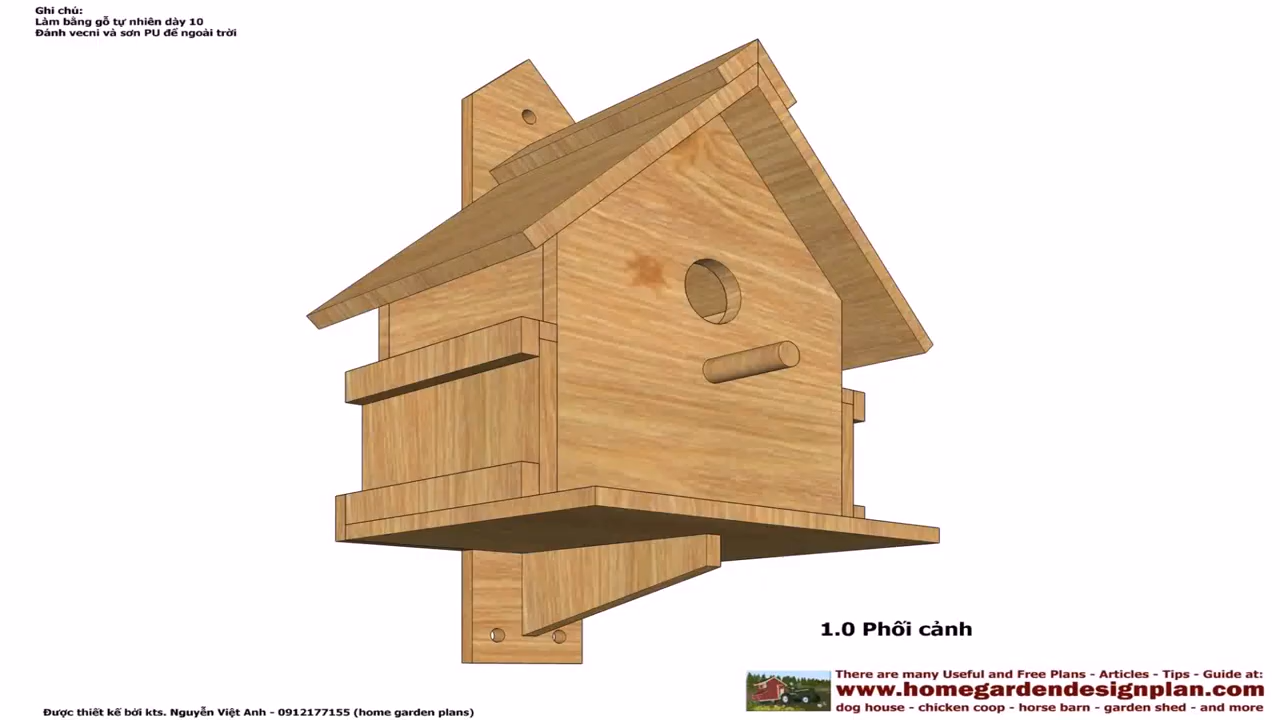 Ghi chú:
Làm bằng gỗ tự nhiên dày 10
Đánh vecni và sơn PU để ngoài trời
1.0 Phối cảnh
There are many Useful and Free Plans - Articles - Tips - Guide at:
www.homegardendesignplan.com
dog house - chicken coop - horse barn - garden shed - and more
Được thiết kế bởi kts. Nguyễn Việt Anh - 0912177155 (home garden plans)